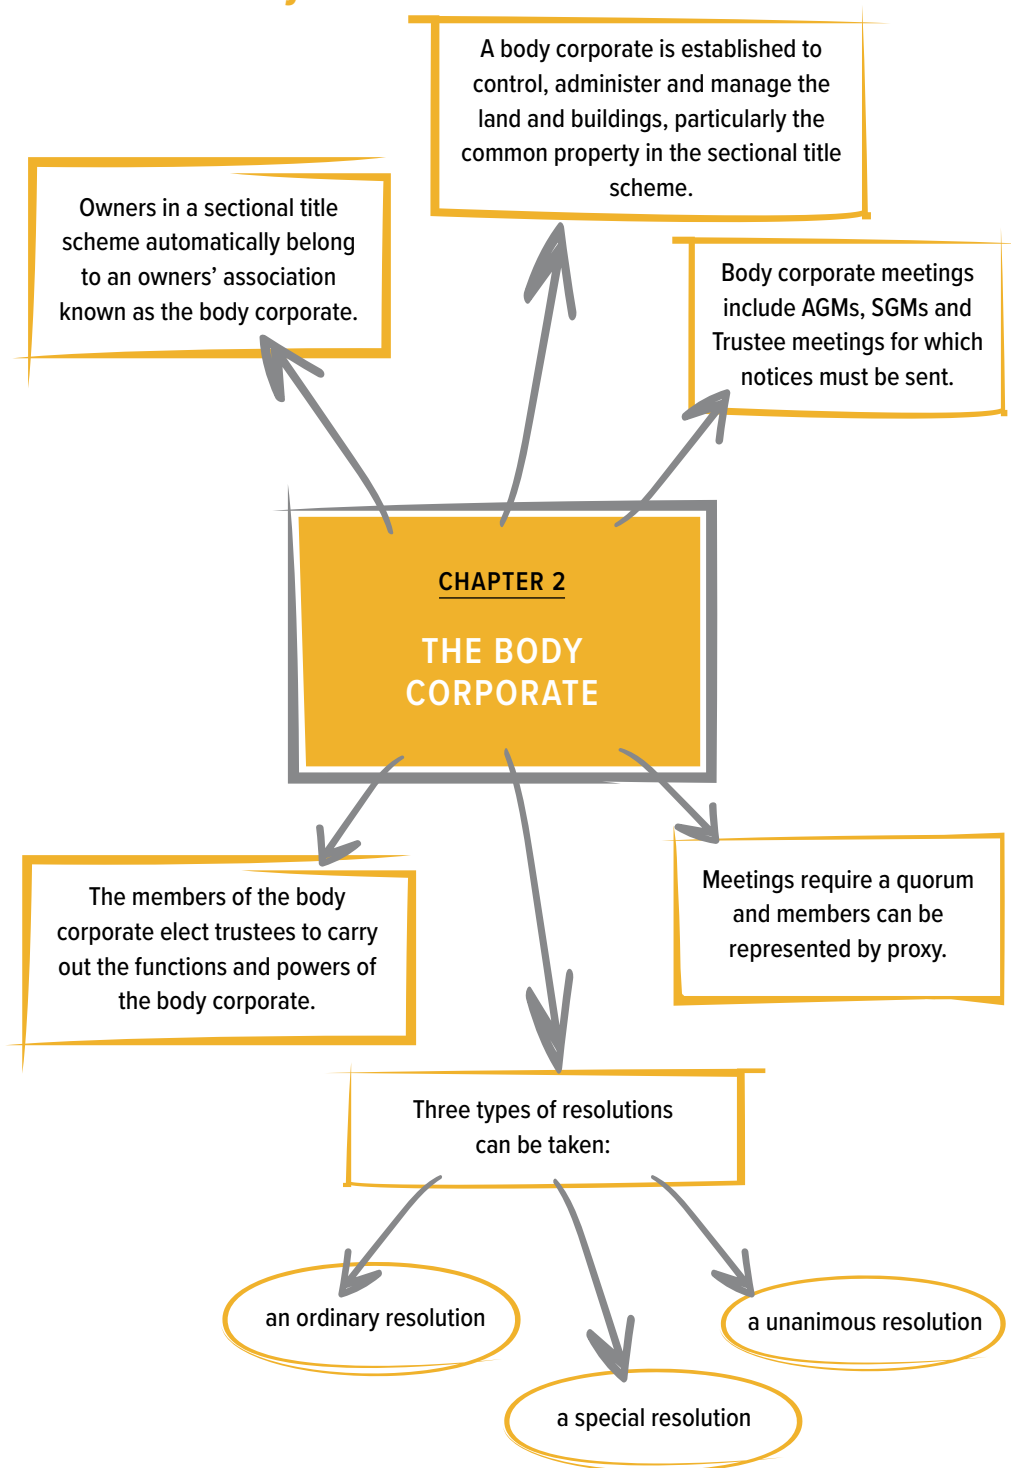 A body corporate is established to
control, administer and manage the
land and buildings, particularly the
common property in the sectional title
scheme.
Owners in a sectional title
scheme automatically belong
to an owners’ association
known as the body corporate.
Body corporate meetings
include AGMs, SGMs and
Trustee meetings for which
notices must be sent.
CHAPTER 2
THE BODY
CORPORATE
The members of the body
corporate elect trustees to carry
out the functions and powers of
the body corporate.
Meetings require a quorum
and members can be
represented by proxy.
Three types of resolutions
can be taken:
an ordinary resolution
a unanimous resolution
a special resolution